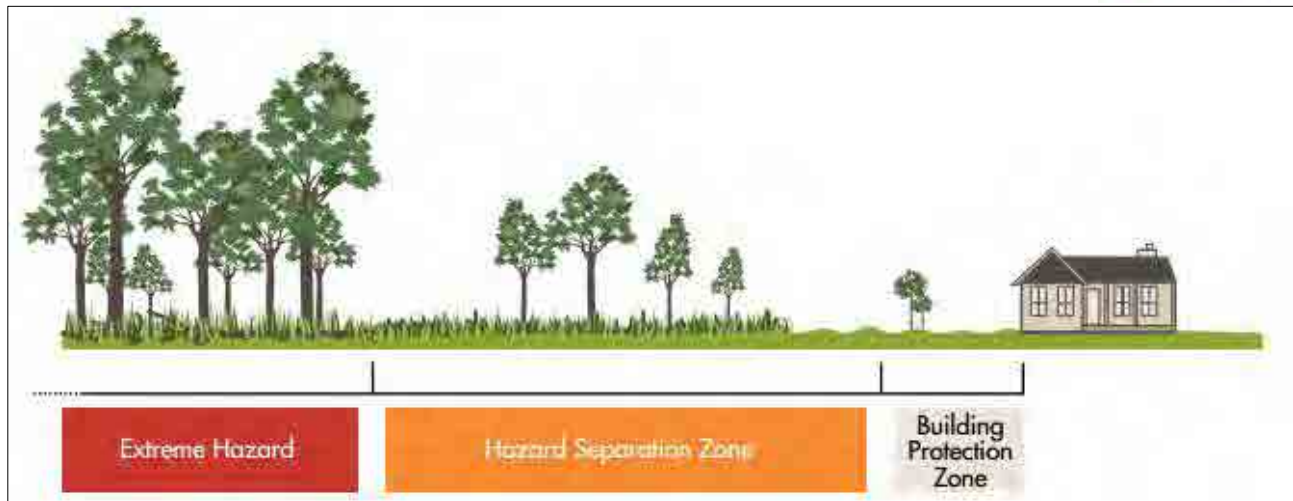 Extreme Hazard
Hazard Separation Zone
Building
Protection
Zone